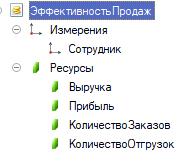 ЭффективностьПродаж
Измерения
Сотрудник
Ресурсы
Выручка
Прибыль
КоличествоЗаказов
КоличествоОтгрузок